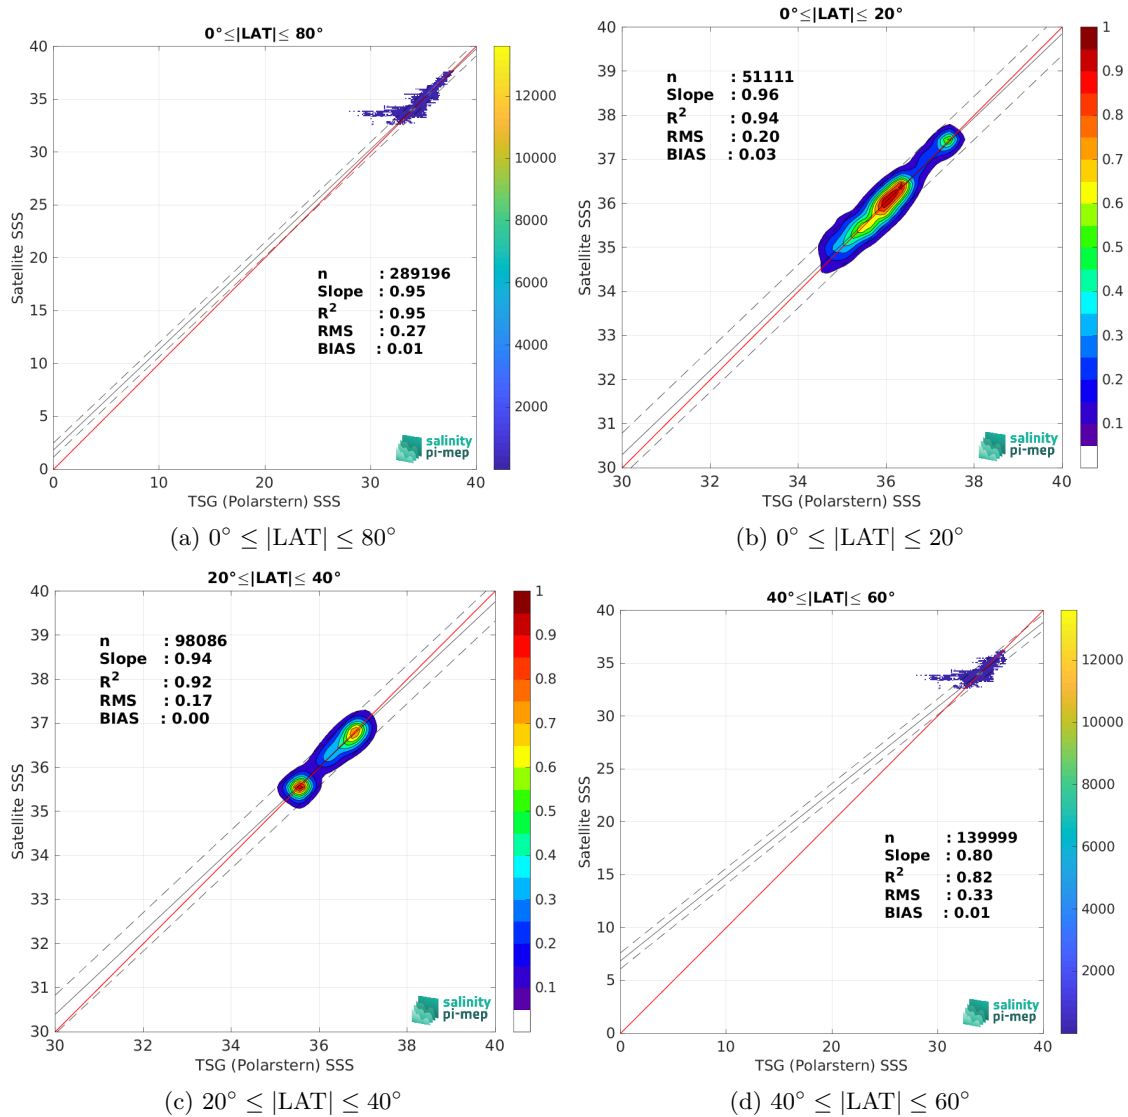 0°≤|LAT|≤ 80°
40
35
30
25
20
15
10
5
0
Satellite SSS
n : 289196
Slope : 0.95
R² : 0.95
RMS : 0.27
BIAS : 0.01
salinity
pi-mep
0 10 20 30 40
TSG (Polarstern) SSS
12000
10000
8000
6000
4000
2000
(a) 0° ≤ |LAT| ≤ 80°
0°≤|LAT|≤ 20°
40
39
38
37
36
35
34
33
32
31
30
Satellite SSS
n : 51111
Slope : 0.96
R² : 0.94
RMS : 0.20
BIAS : 0.03
salinity
pi-mep
30 32 34 36 38 40
TSG (Polarstern) SSS
1
0.9
0.8
0.7
0.6
0.5
0.4
0.3
0.2
0.1
(b) 0° ≤ |LAT| ≤ 20°
20°≤|LAT|≤ 40°
40
39
38
37
36
35
34
33
32
31
30
Satellite SSS
n : 98086
Slope : 0.94
R² : 0.92
RMS : 0.17
BIAS : 0.00
salinity
pi-mep
30 32 34 36 38 40
TSG (Polarstern) SSS
1
0.9
0.8
0.7
0.6
0.5
0.4
0.3
0.2
0.1
(c) 20° ≤ |LAT| ≤ 40°
40°≤|LAT|≤ 60°
40
35
30
25
20
15
10
5
0
Satellite SSS
n : 139999
Slope : 0.80
R² : 0.82
RMS : 0.33
BIAS : 0.01
salinity
pi-mep
0 10 20 30 40
TSG (Polarstern) SSS
12000
10000
8000
6000
4000
2000
(d) 40° ≤ |LAT| ≤ 60°